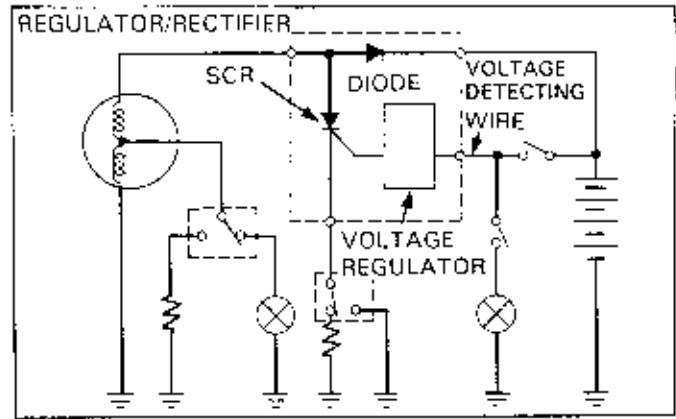 REGULATOR/RECTIFIER
SCR
DIODE
VOLTAGE
DETECTING
WIRE
VOLTAGE
REGULATOR